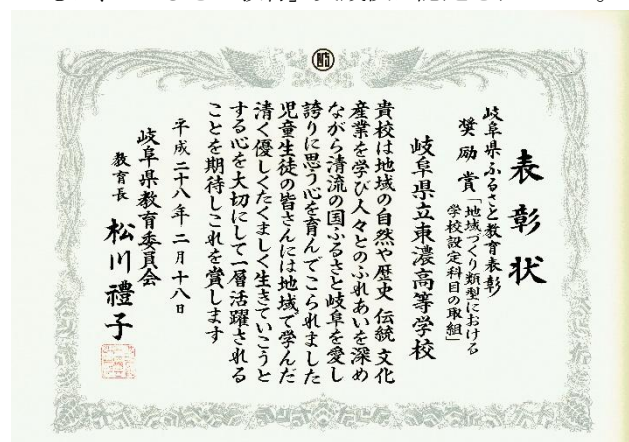 表彰状
岐阜県ふるさと教育表彰
奨励賞「地域づくり類型における
学校設定科目の取組」
岐阜県立東濃高等学校
貴校は地域の自然や歴史 伝統 文化
産業を学び人々とのふれあいを深め
ながら清流の国ふるさと岐阜を愛し
誇りに思う心を育んでこられました
児童生徒の皆さんには地域で学んだ
清く優しくたくましく生きていこうと
する心を大切にして一層活躍される
ことを期待しこれを賞します
平成二十八年二月十八日
岐阜県教育委員会
教育長 松川禮子